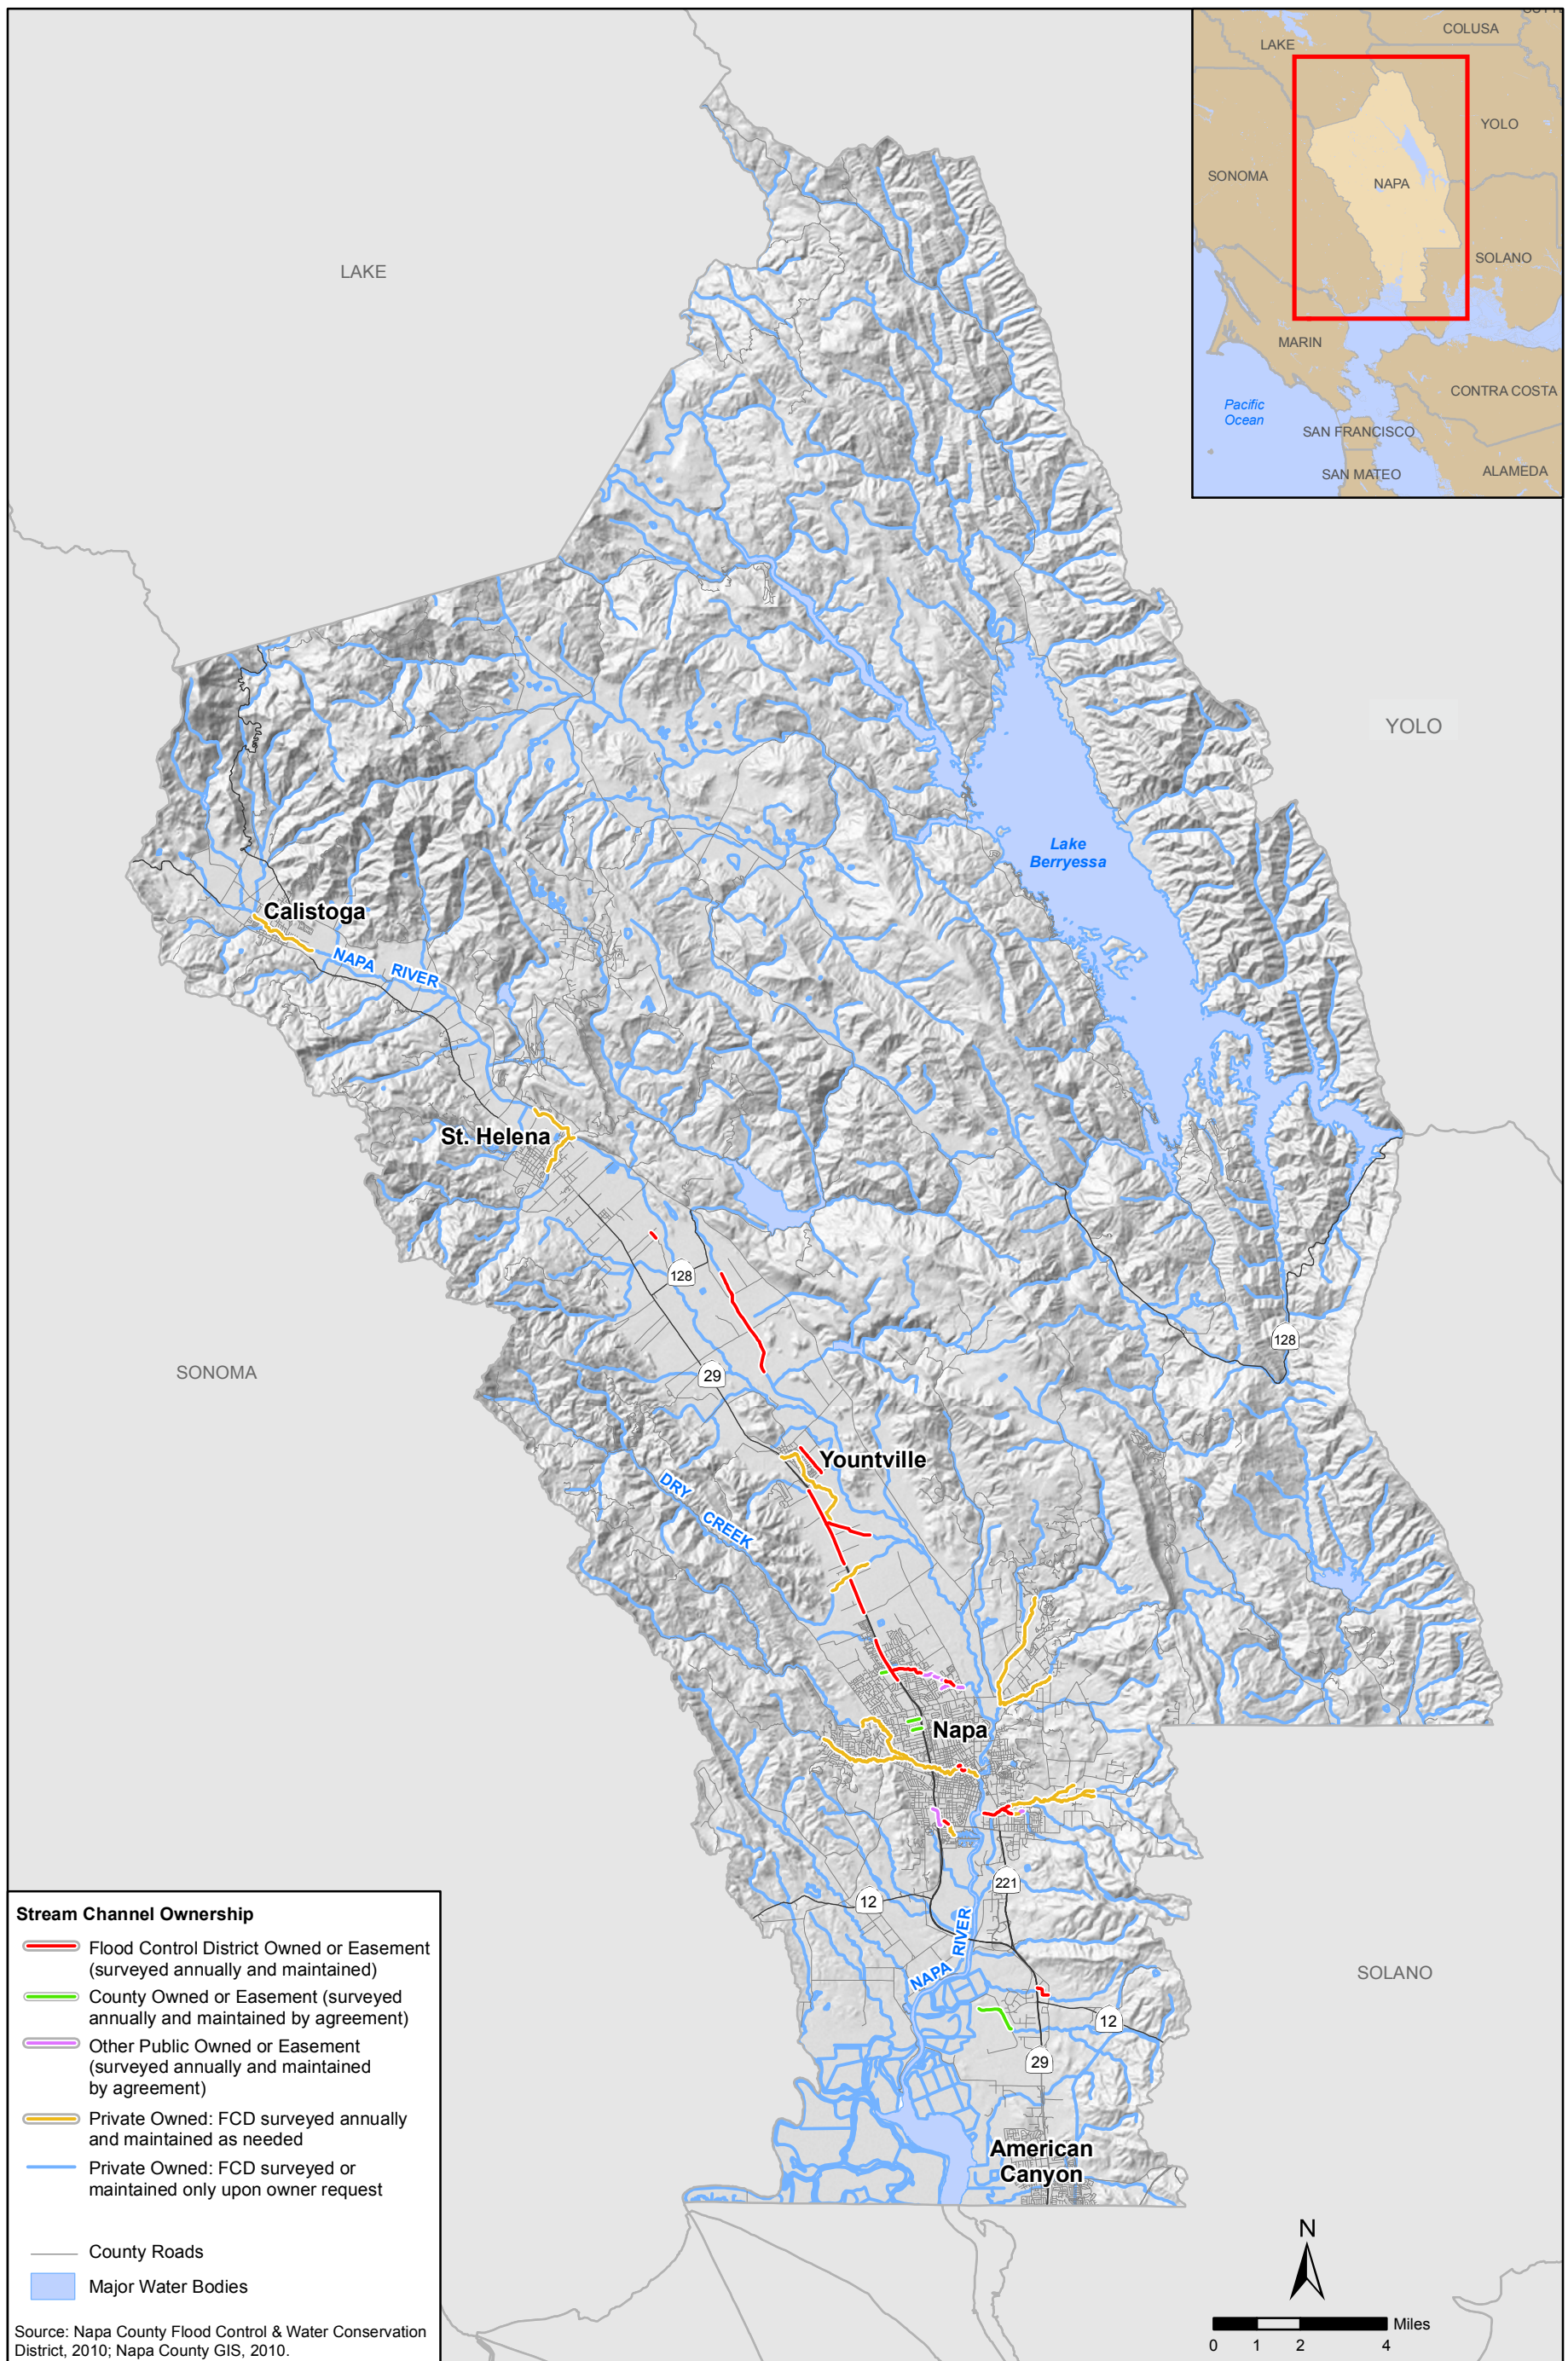 COLUSA
LAKE
YOLO
SONOMA
NAPA
SOLANO
MARIN
CONTRA COSTA
Pacific
Ocean
SAN FRANCISCO
SAN MATEO
ALAMEDA
LAKE
YOLO
Lake
Berryessa
Calistoga
NAPA RIVER
St. Helena
128
128
SONOMA
29
Yountville
DRY CREEK
Napa
12
221
NAPA RIVER
SOLANO
12
29
American
Canyon
Stream Channel Ownership
Flood Control District Owned or Easement
(surveyed annually and maintained)
County Owned or Easement (surveyed
annually and maintained by agreement)
Other Public Owned or Easement
(surveyed annually and maintained
by agreement)
Private Owned: FCD surveyed annually
and maintained as needed
Private Owned: FCD surveyed or
maintained only upon owner request
County Roads
Major Water Bodies
Source: Napa County Flood Control & Water Conservation
District, 2010; Napa County GIS, 2010.
N
Miles
0 1 2 4